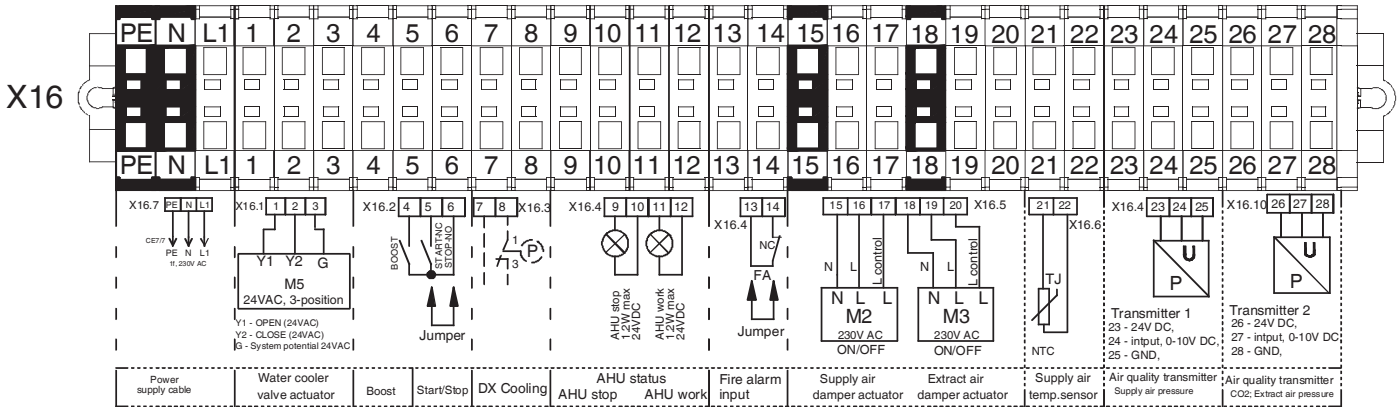 PE N L1 1 2 3 4 5 6 7 8 9 10 11 12 13 14 15 16 17 18 19 20 21 22 23 24 25 26 27 28
X16
PE N L1 1 2 3 4 5 6 7 8 9 10 11 12 13 14 15 16 17 18 19 20 21 22 23 24 25 26 27 28
X16.7 PE N L1
CE7/7
PE N L1
1f, 230V AC
X16.1 1 2 3
Y1 Y2 G
M5
24VAC, 3-position
Y1 - OPEN (24VAC)
Y2 - CLOSE (24VAC)
G - System potential 24VAC
X16.2 4 5 6
BOOST
START-NC
STOP-NO
Jumper
7 8 X16.3
1
3
P
X16.4 9 10 11 12
AHU stop
1.2W max
24VDC
AHU work
1.2W max
24VDC
13 14
X16.4
NC
FA
Jumper
15 16 17 18 19 20 X16.5
N L L control
N L L
M2
230V AC
ON/OFF
L control
N L L
M3
230V AC
ON/OFF
21 22
X16.6
TJ
NTC
X16.4 23 24 25
U
P
Transmitter 1
23 - 24V DC,
24 - intput, 0-10V DC
25 - GND,
X16.10 26 27 28
U
P
Transmitter 2
26 - 24V DC,
27 - intput, 0-10V DC
28 - GND,
Power
supply cable
Water cooler
valve actuator
Boost
Start/Stop
DX Cooling
AHU status
AHU stop AHU work
Fire alarm
input
Supply air
damper actuator
Extract air
damper actuator
Supply air
temp.sensor
Air quality transmitter
Supply air pressure
Air quality transmitter
CO2; Extract air pressure